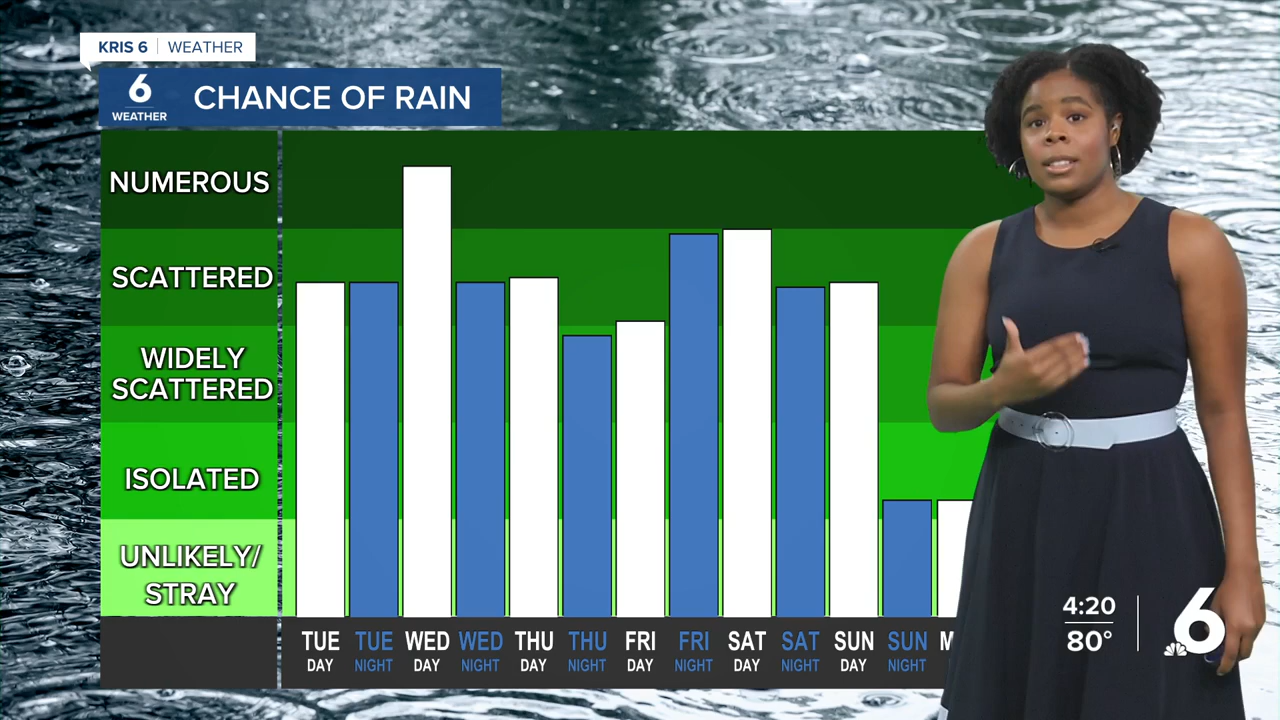 KRIS 6 | WEATHER
6
WEATHER
CHANCE OF RAIN
NUMEROUS
SCATTERED
WIDELY
SCATTERED
ISOLATED
UNLIKELY/
STRAY
TUE TUE WED WED THU THU FRI FRI SAT SAT SUN SUN M
DAY NIGHT DAY NIGHT DAY NIGHT DAY NIGHT DAY NIGHT DAY NIGHT
4:20
80°
6